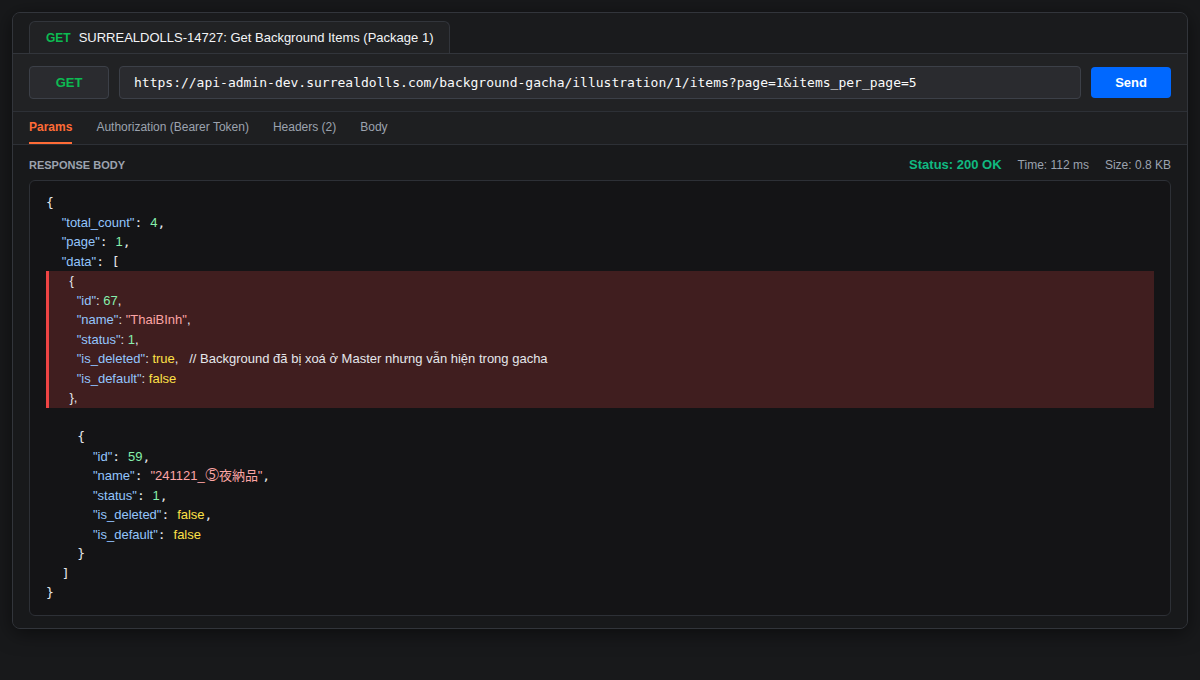 GET SURREALDOLLS-14727: Get Background Items (Package 1)
GET https://api-admin-dev.surrealdolls.com/background-gacha/illustration/1/items?page=1&items_per_page=5 Send
Params Authorization (Bearer Token) Headers (2) Body
RESPONSE BODY Status: 200 OK Time: 112 ms Size: 0.8 KB
{
"total_count": 4,
"page": 1,
"data": [
{
"id": 67,
"name": "ThaiBInh",
"status": 1,
"is_deleted": true, // Background đã bị xoá ở Master nhưng vẫn hiện trong gacha
"is_default": false
},
{
"id": 59,
"name": "241121_⑤夜納品",
"status": 1,
"is_deleted": false,
"is_default": false
}
]
}